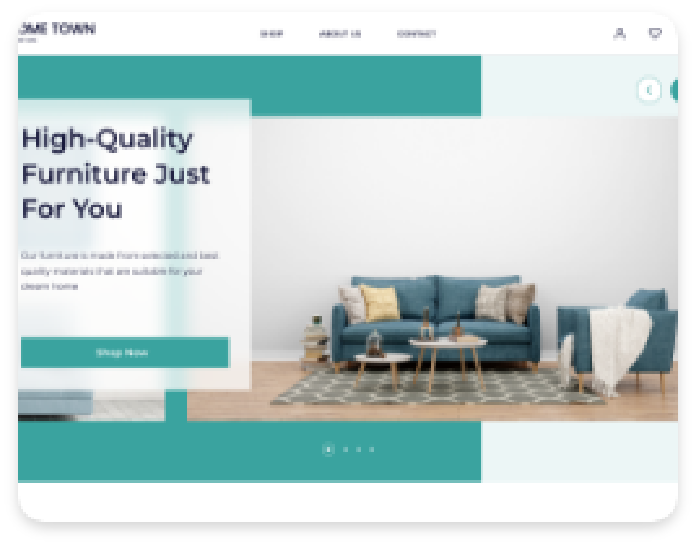 OME TOWN
SHOP
ABOUT US
CONTACT
High-Quality
Furniture Just
For You
Our furniture is made from selected and best
quality materials that are suitable for your
dream home
Shop Now